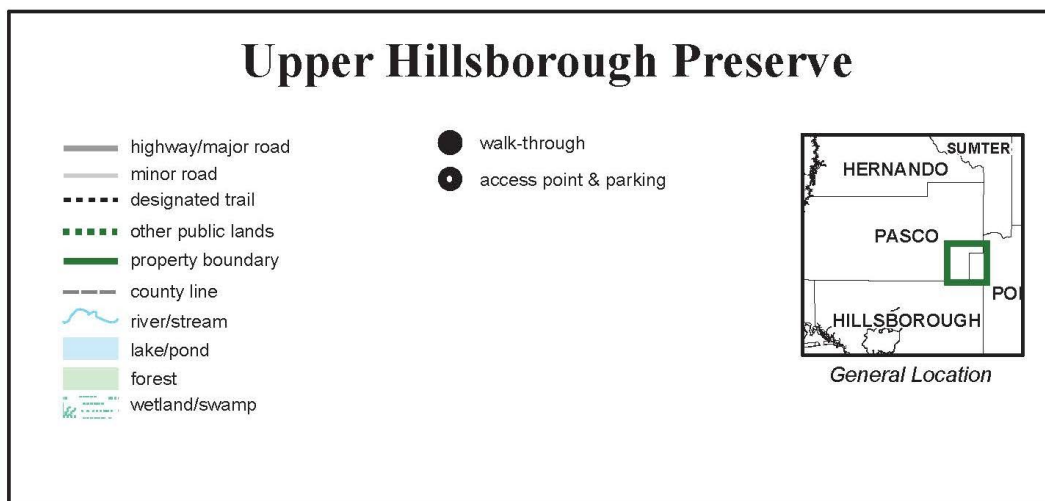 Upper Hillsborough Preserve
highway/major road
minor road
designated trail
other public lands
property boundary
county line
river/stream
lake/pond
forest
wetland/swamp
walk-through
access point & parking
SUMTER
HERNANDO
PASCO
POL
HILLSBOROUGH
General Location